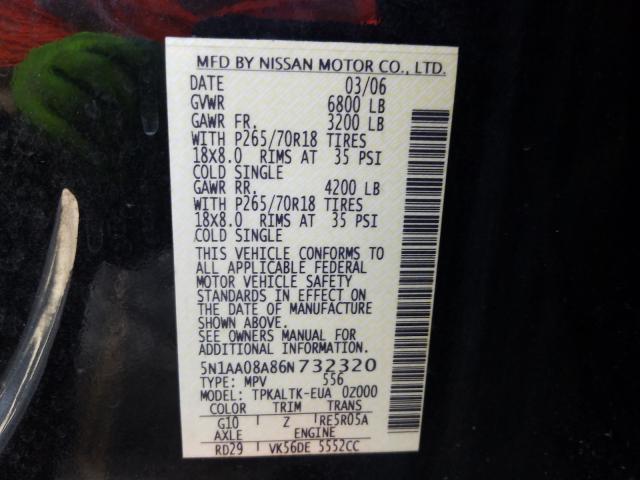 MFD BY NISSAN MOTOR CO., LTD.
DATE 03/06
GVWR 6800 LB
GAWR FR. 3200 LB
WITH P265/70R18 TIRES
18X8.0 RIMS AT 35 PSI
COLD SINGLE
GAWR RR. 4200 LB
WITH P265/70R18 TIRES
18X8.0 RIMS AT 35 PSI
COLD SINGLE
THIS VEHICLE CONFORMS TO
ALL APPLICABLE FEDERAL
MOTOR VEHICLE SAFETY
STANDARDS IN EFFECT ON
THE DATE OF MANUFACTURE
SHOWN ABOVE.
SEE OWNERS MANUAL FOR
ADDITIONAL INFORMATION.
5N1AA08A86N732320
TYPE: MPV 556
MODEL: TPKALTK-EUA 0Z000
COLOR TRIM TRANS
G10 Z RE5R05A
AXLE ENGINE
RD29 VK56DE 5552CC